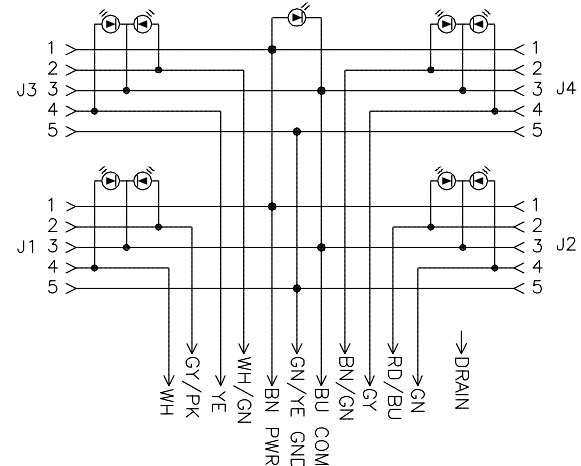 1 1
2 2
J3 3 3 J4
4 4
5 5
1 1
2 2
J1 3 3 J2
4 4
5 5
WH
GY/PK
YE
WH/GN
BN PWR
GN/YE GND
BU COM
BN/GN
GY
RD/BU
GN
DRAIN